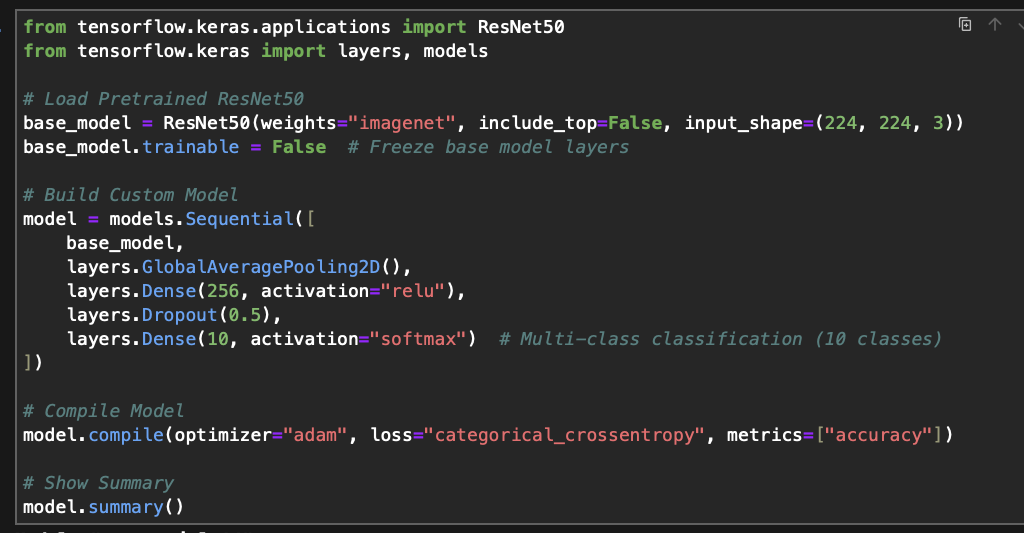 from tensorflow.keras.applications import ResNet50
from tensorflow.keras import layers, models
# Load Pretrained ResNet50
base_model = ResNet50(weights="imagenet", include_top=False, input_shape=(224, 224, 3))
base_model.trainable = False  # Freeze base model layers
# Build Custom Model
model = models.Sequential([
    base_model,
    layers.GlobalAveragePooling2D(),
    layers.Dense(256, activation="relu"),
    layers.Dropout(0.5),
    layers.Dense(10, activation="softmax")  # Multi-class classification (10 classes)
])
# Compile Model
model.compile(optimizer="adam", loss="categorical_crossentropy", metrics=["accuracy"])
# Show Summary
model.summary()